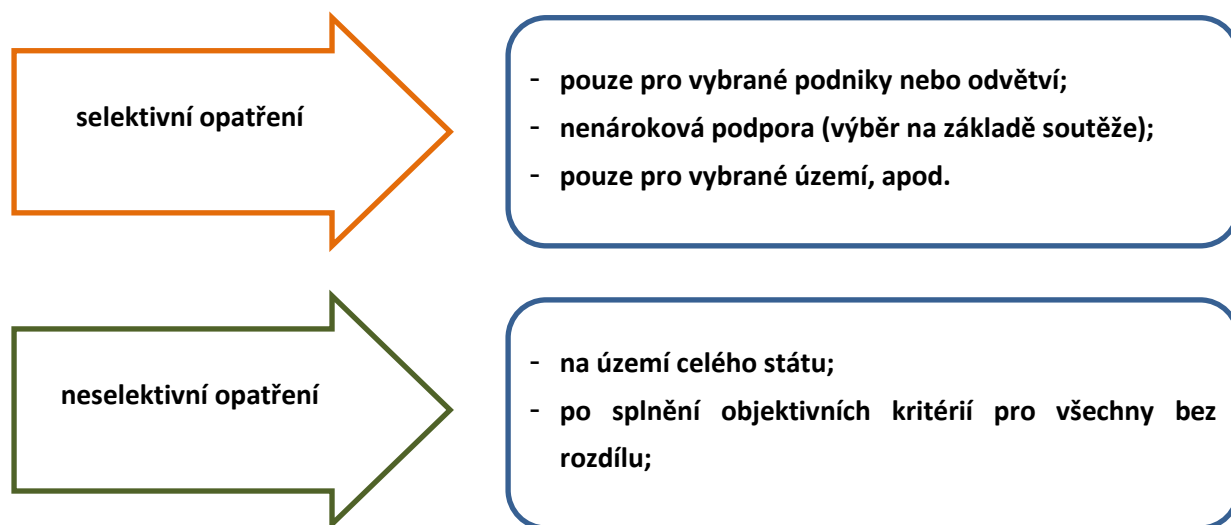 selektivní opatření
- pouze pro vybrané podniky nebo odvětví;
- nenároková podpora (výběr na základě soutěže);
- pouze pro vybrané území, apod.
neselektivní opatření
- na území celého státu;
- po splnění objektivních kritérií pro všechny bez
rozdílu;